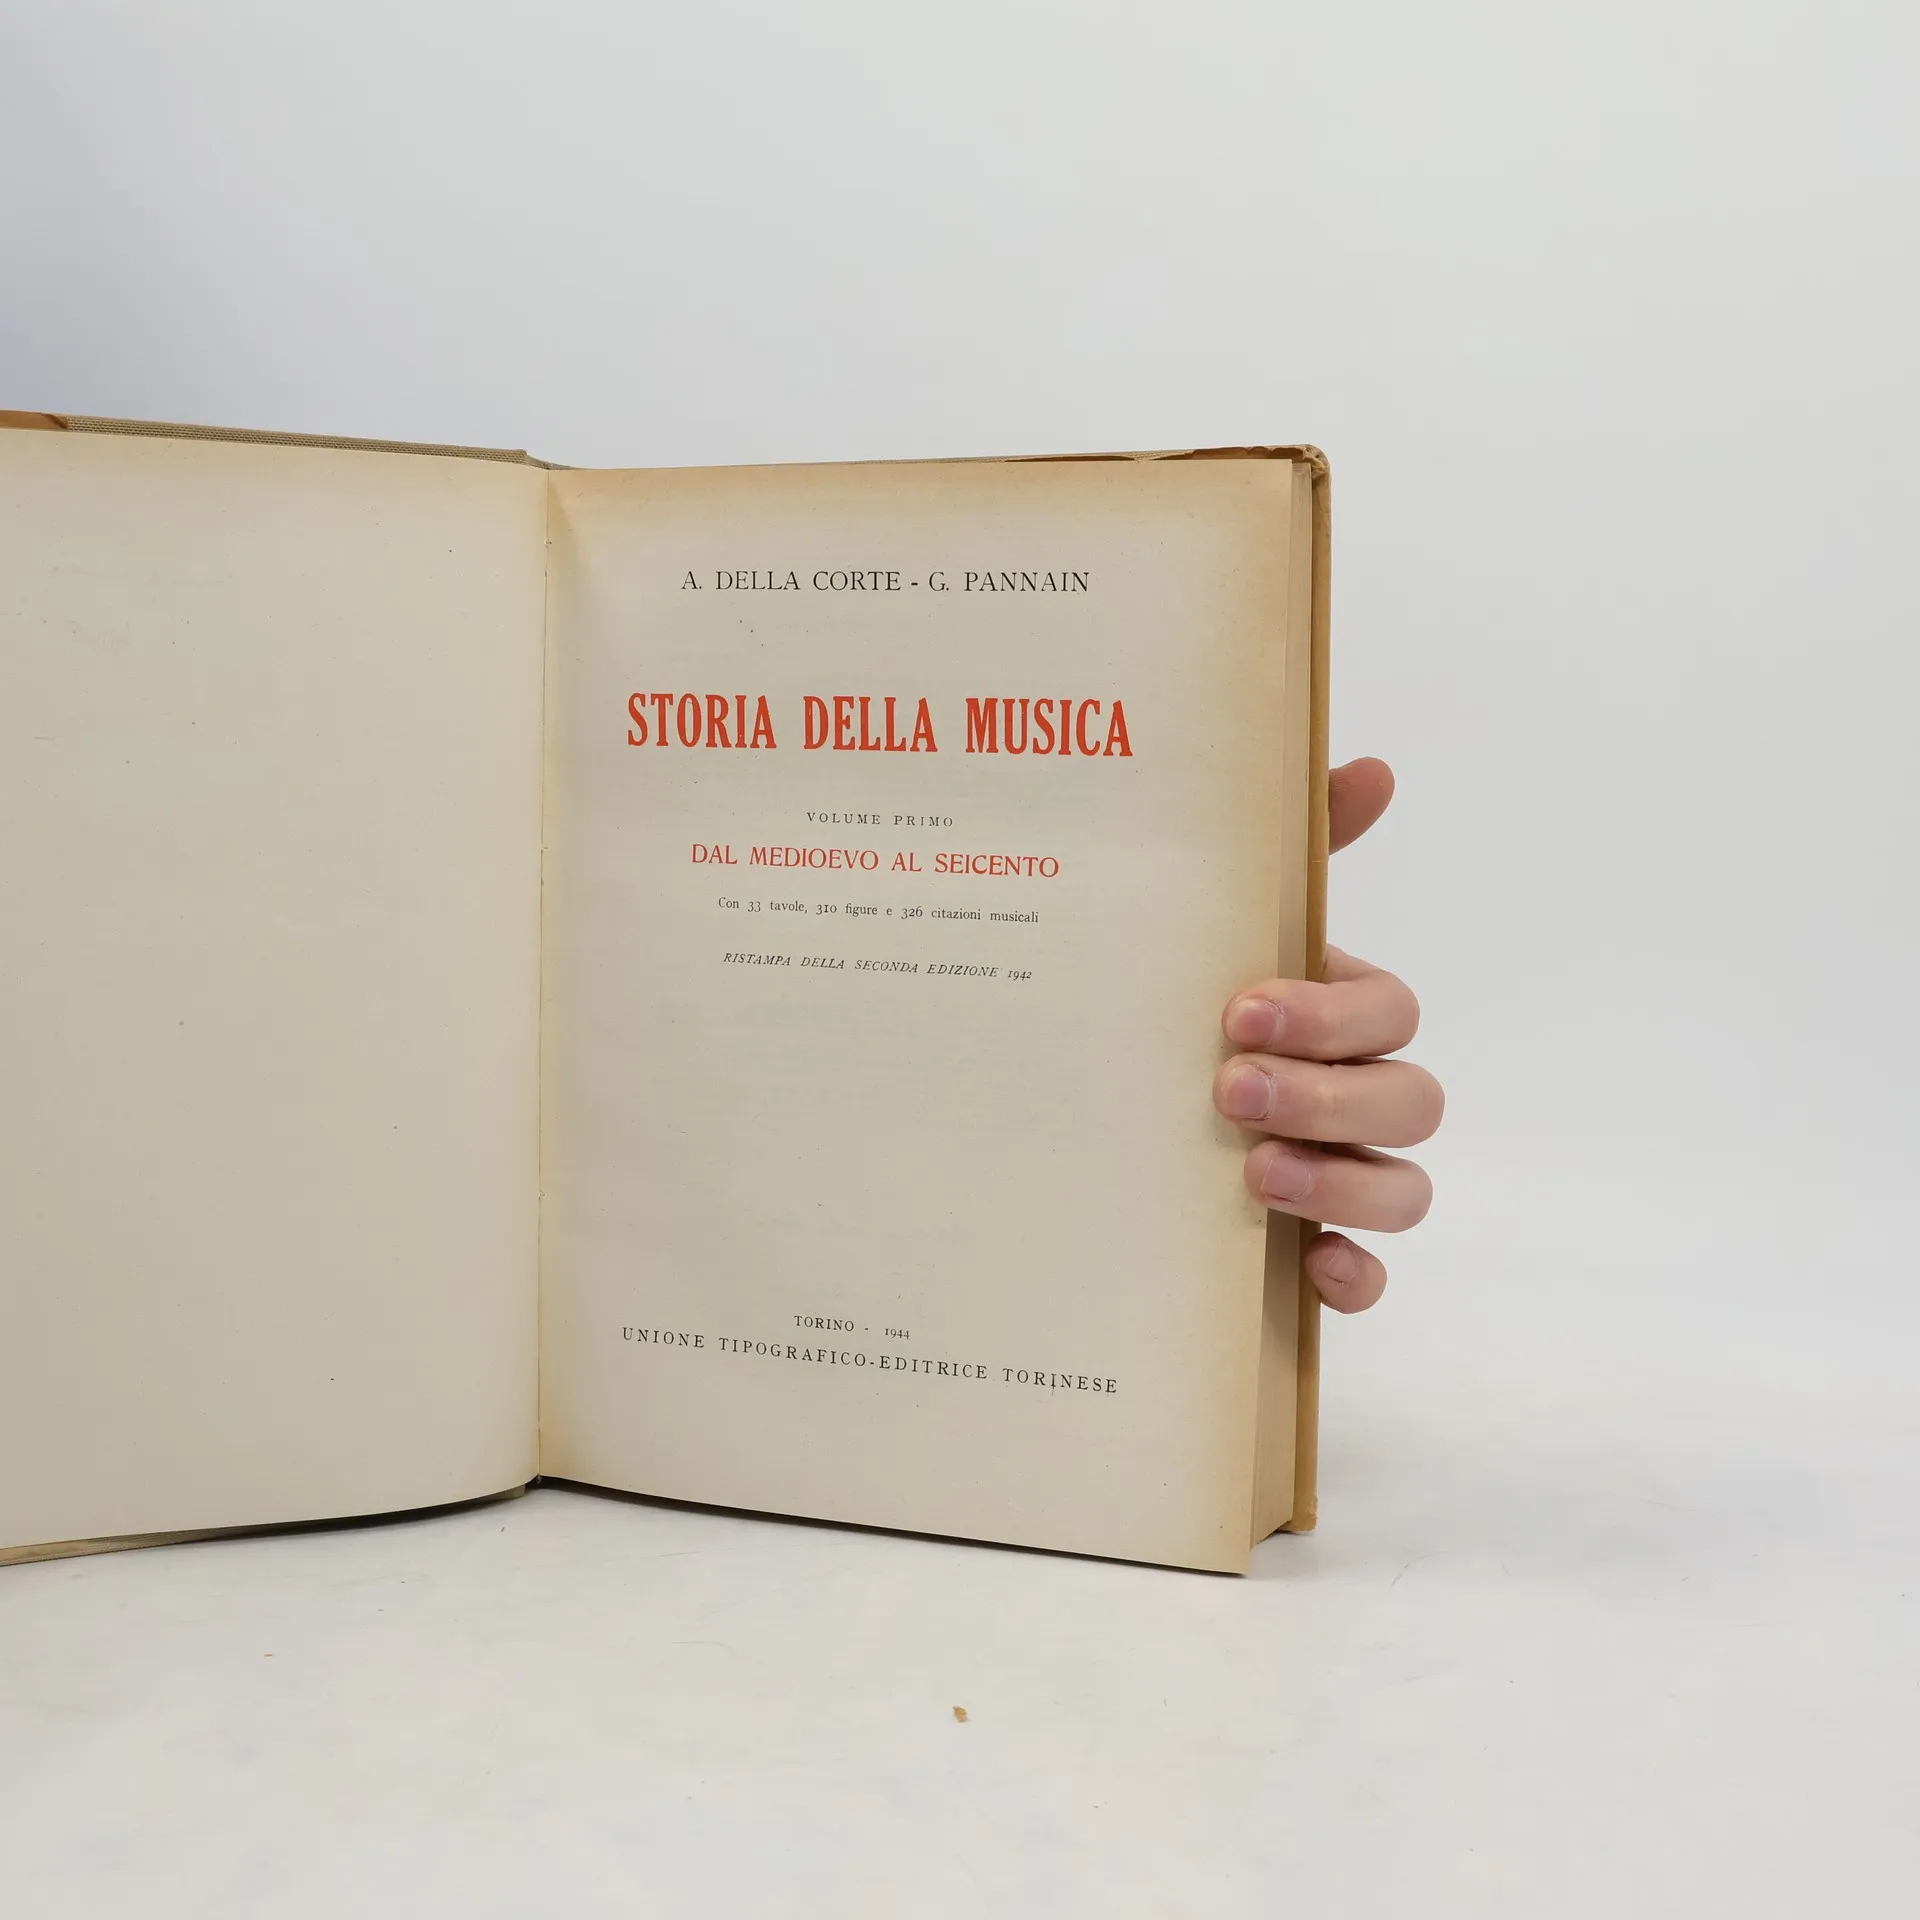 A. DELLA CORTE - G. PANNAIN
STORIA DELLA MUSICA
VOLUME PRIMO
DAL MEDIOEVO AL SEICENTO
Con 33 tavole, 310 figure e 326 citazioni musicali
RISTAMPA DELLA SECONDA EDIZIONE 1942
TORINO - 1944
UNIONE TIPOGRAFICO-EDITRICE TORINESE